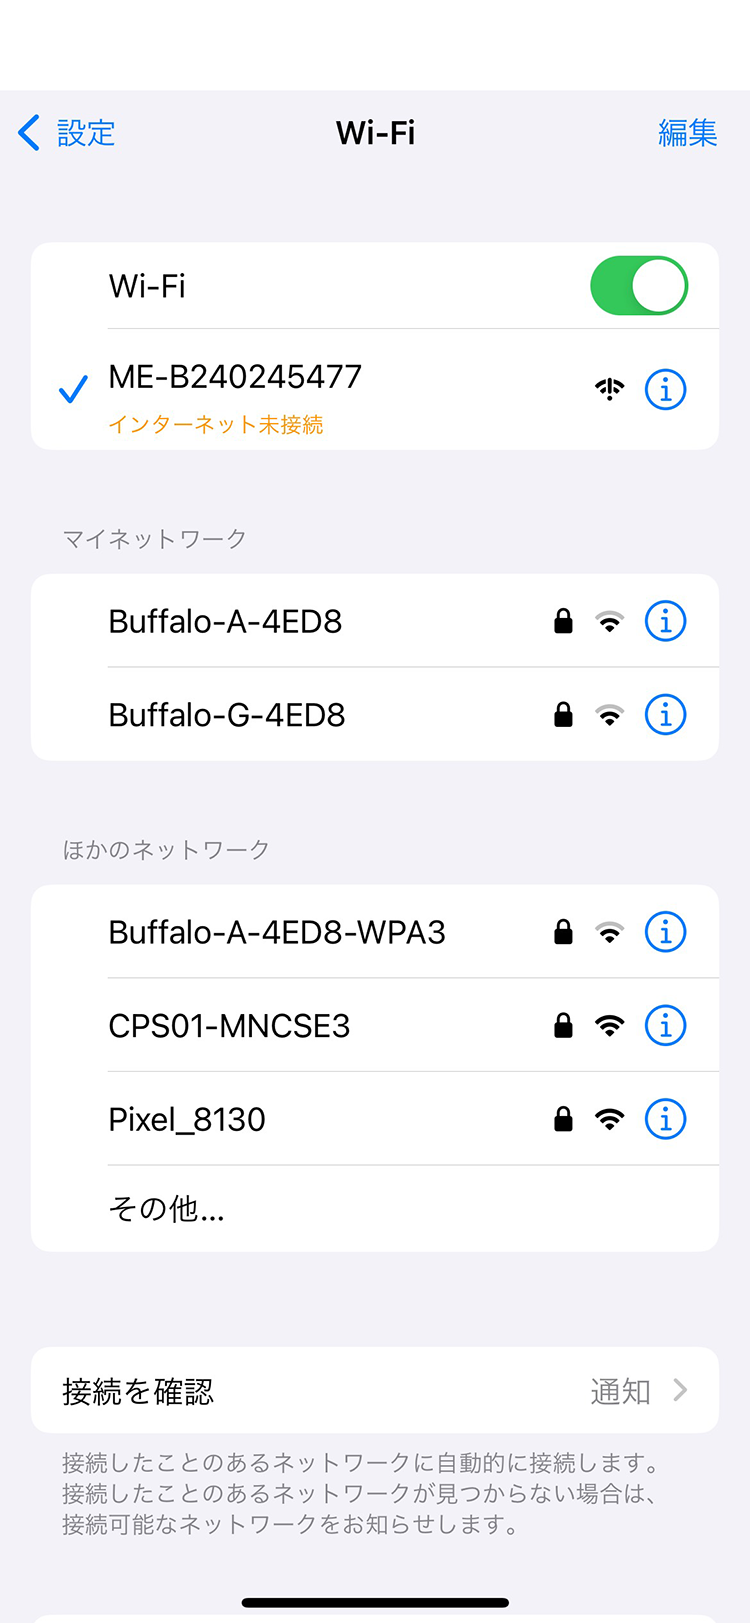 設定
Wi-Fi
編集
Wi-Fi
ME-B240245477
インターネット未接続
マイネットワーク
Buffalo-A-4ED8
Buffalo-G-4ED8
ほかのネットワーク
Buffalo-A-4ED8-WPA3
CPS01-MNCSE3
Pixel_8130
その他...
接続を確認
通知
接続したことのあるネットワークに自動的に接続します。
接続したことのあるネットワークが見つからない場合は、
接続可能なネットワークをお知らせします。